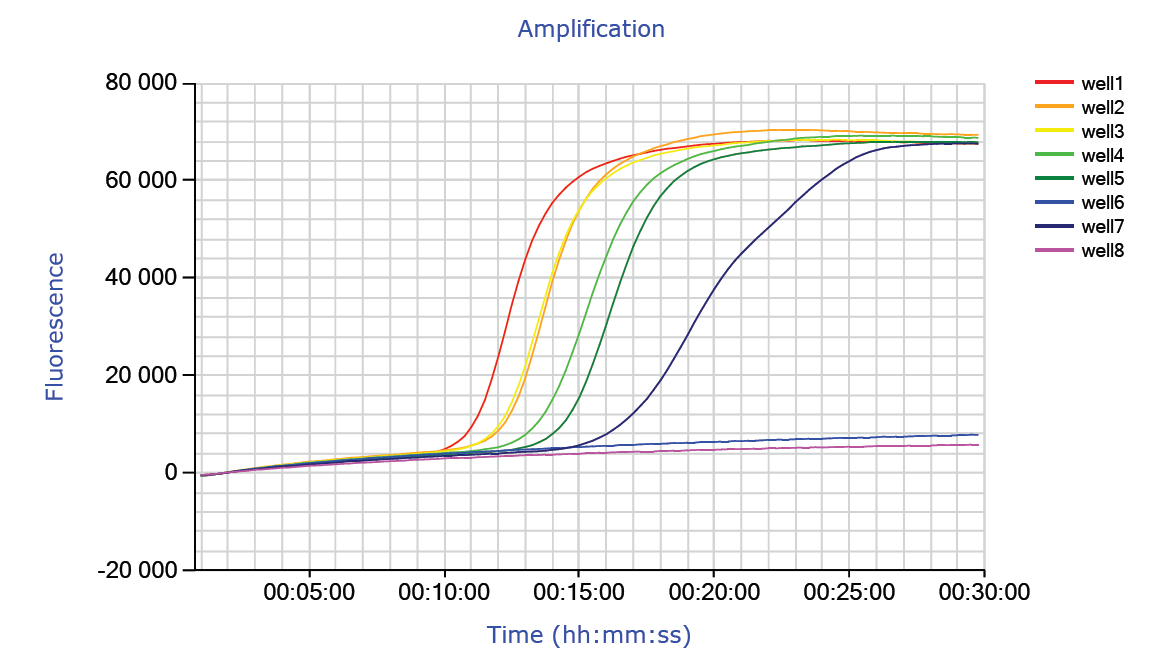 Amplification
80 000
60 000
40 000
20 000
0
-20 000
Fluorescence
00:05:00 00:10:00 00:15:00 00:20:00 00:25:00 00:30:00
Time (hh:mm:ss)
well1
well2
well3
well4
well5
well6
well7
well8